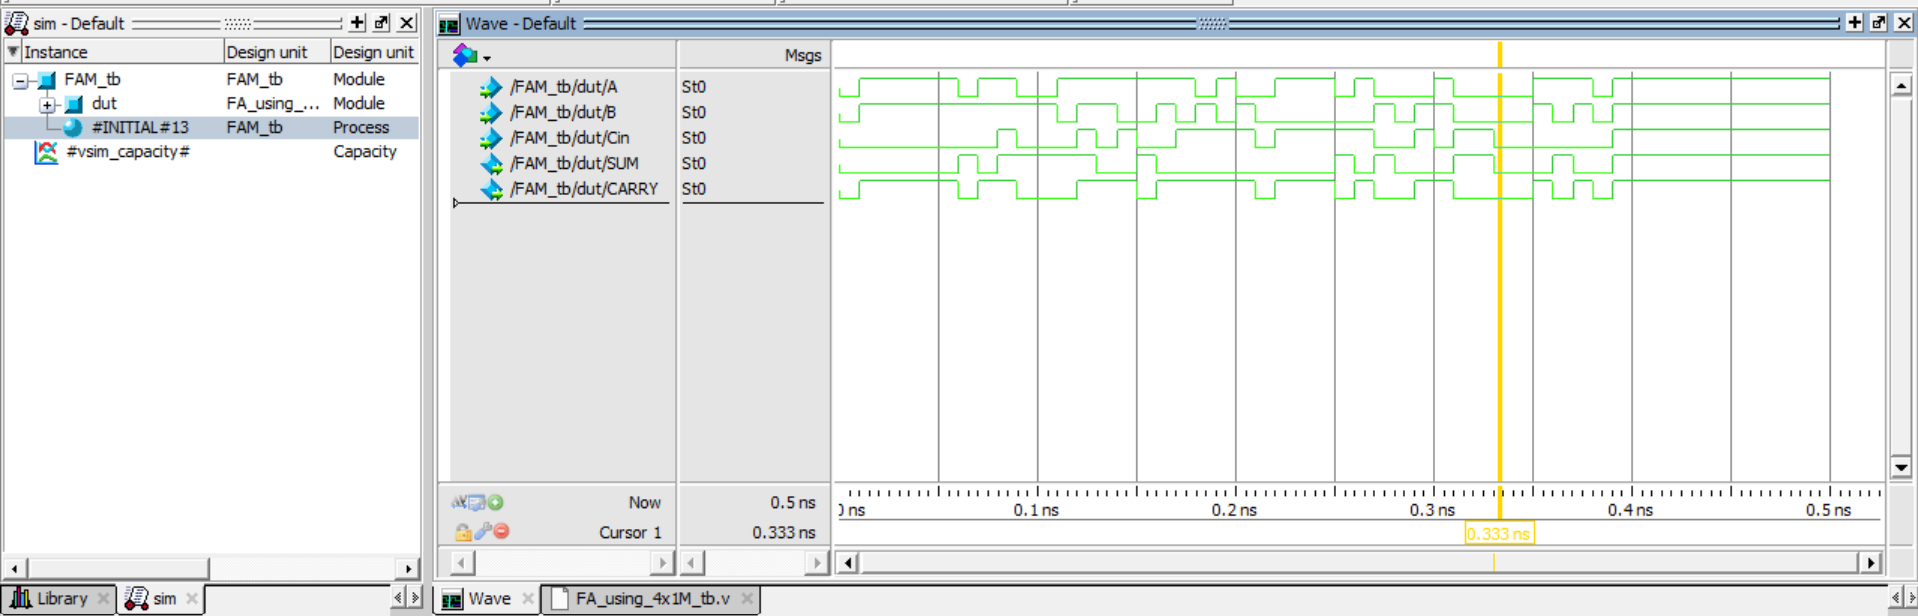 sim - Default
Instance Design unit Design unit
FAM_tb FAM_tb Module
dut FA_using_... Module
#INITIAL#13 FAM_tb Process
#vsim_capacity# Capacity
Library sim
Wave - Default
Msgs
/FAM_tb/dut/A St0
/FAM_tb/dut/B St0
/FAM_tb/dut/Cin St0
/FAM_tb/dut/SUM St0
/FAM_tb/dut/CARRY St0
Now 0.5 ns
ns 0.1 ns 0.2 ns 0.3 ns 0.4 ns 0.5 ns
Cursor 1 0.333 ns
0.333 ns
Wave FA_using_4x1M_tb.v